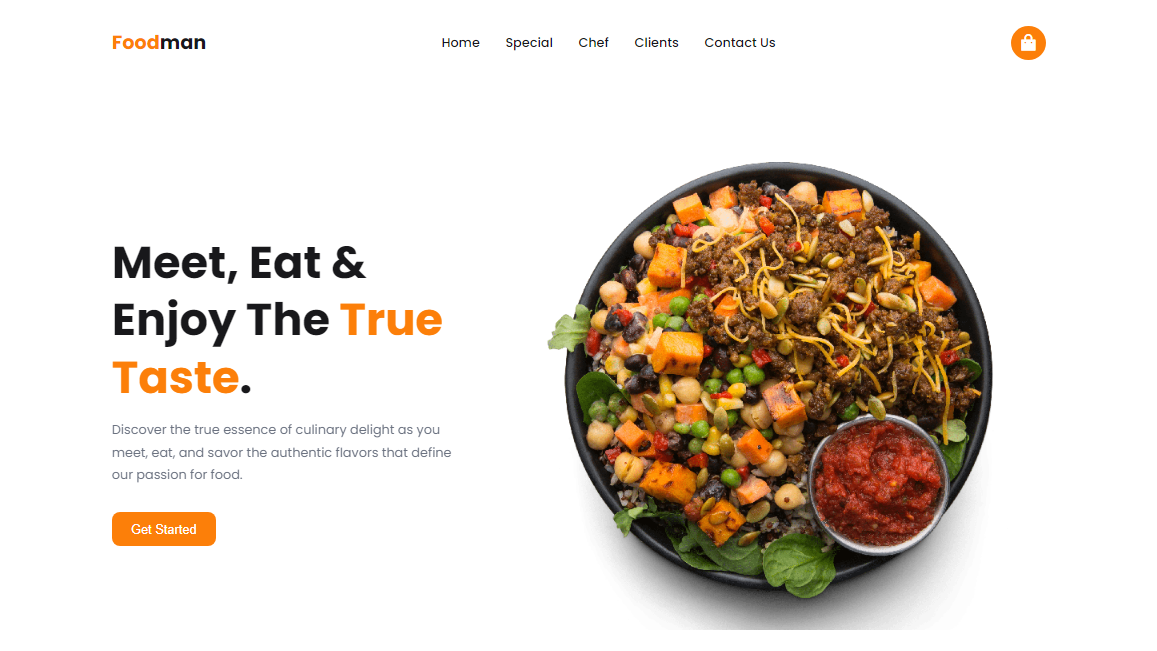 Foodman
Home Special Chef Clients Contact Us
Meet, Eat &
Enjoy The True
Taste.
Discover the true essence of culinary delight as you
meet, eat, and savor the authentic flavors that define
our passion for food.
Get Started